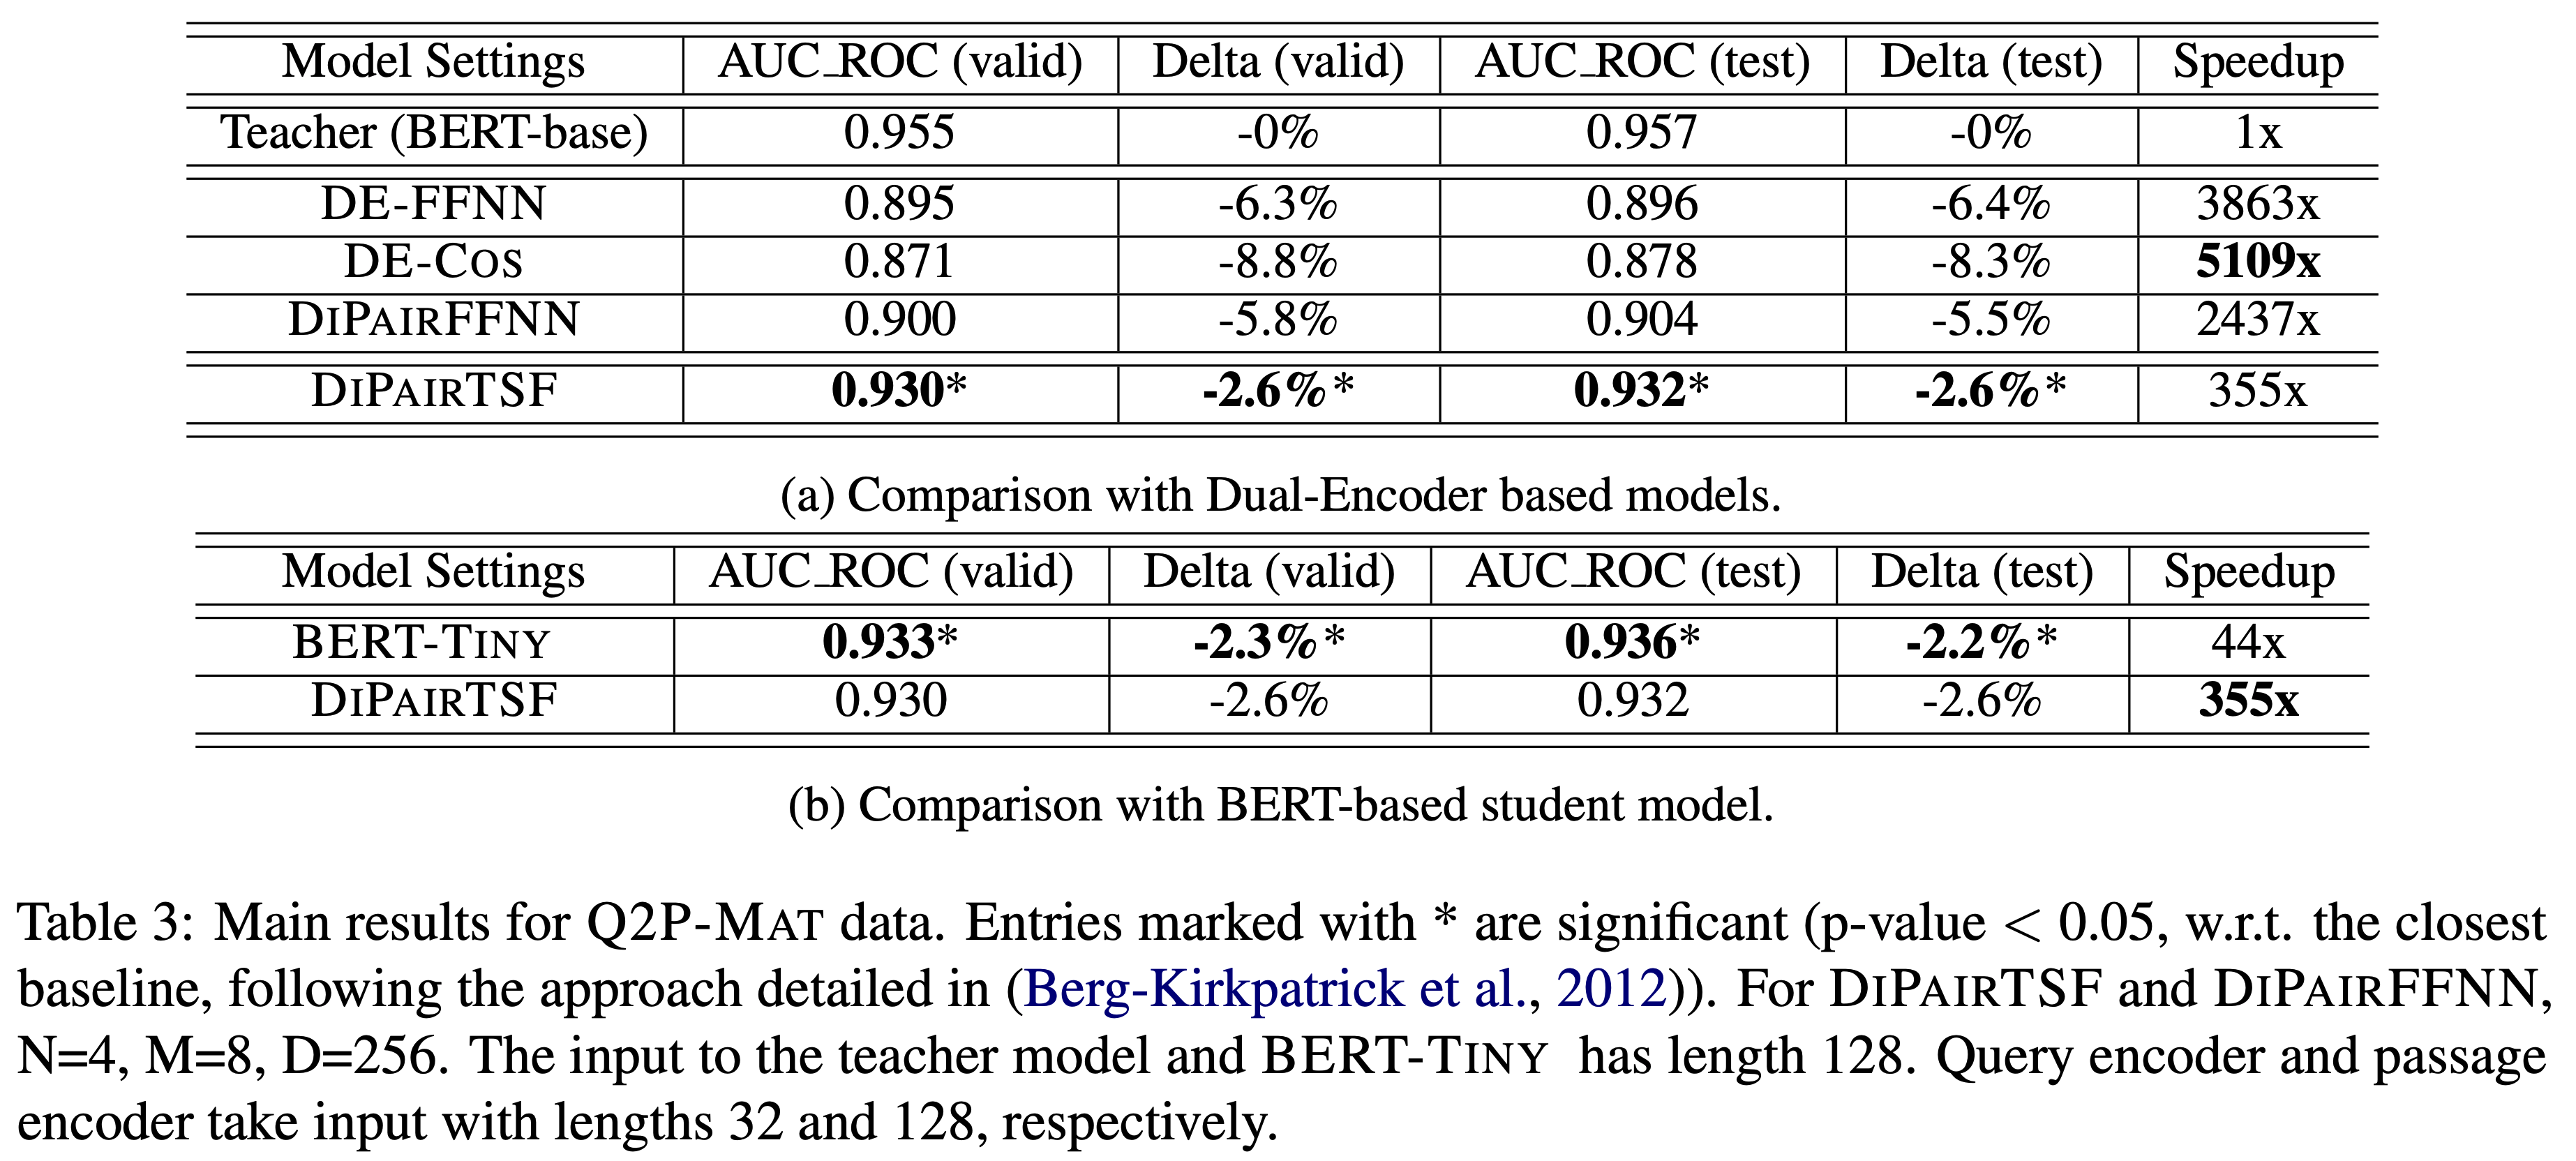 Model Settings AUC_ROC (valid) Delta (valid) AUC_ROC (test) Delta (test) Speedup
Teacher (BERT-base) 0.955 -0% 0.957 -0% 1x
DE-FFNN 0.895 -6.3% 0.896 -6.4% 3863x
DE-COS 0.871 -8.8% 0.878 -8.3% 5109x
DIPAIRFFNN 0.900 -5.8% 0.904 -5.5% 2437x
DIPAIRTSF 0.930* -2.6%* 0.932* -2.6%* 355x
(a) Comparison with Dual-Encoder based models.
Model Settings AUC_ROC (valid) Delta (valid) AUC_ROC (test) Delta (test) Speedup
BERT-TINY 0.933* -2.3%* 0.936* -2.2%* 44x
DIPAIRTSF 0.930 -2.6% 0.932 -2.6% 355x
(b) Comparison with BERT-based student model.
Table 3: Main results for Q2P-MAT data. Entries marked with * are significant (p-value < 0.05, w.r.t. the closest
baseline, following the approach detailed in (Berg-Kirkpatrick et al., 2012)). For DIPAIRTSF and DIPAIRFFNN,
N=4, M=8, D=256. The input to the teacher model and BERT-TINY has length 128. Query encoder and passage
encoder take input with lengths 32 and 128, respectively.